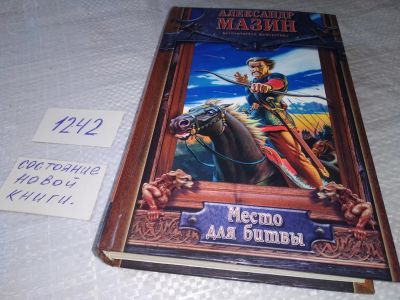 АЛЕКСАНДР
МАЗИН
1242
СОСТОЯНИЕ
НОВОЙ
КНИГИ.
Место
для битвы